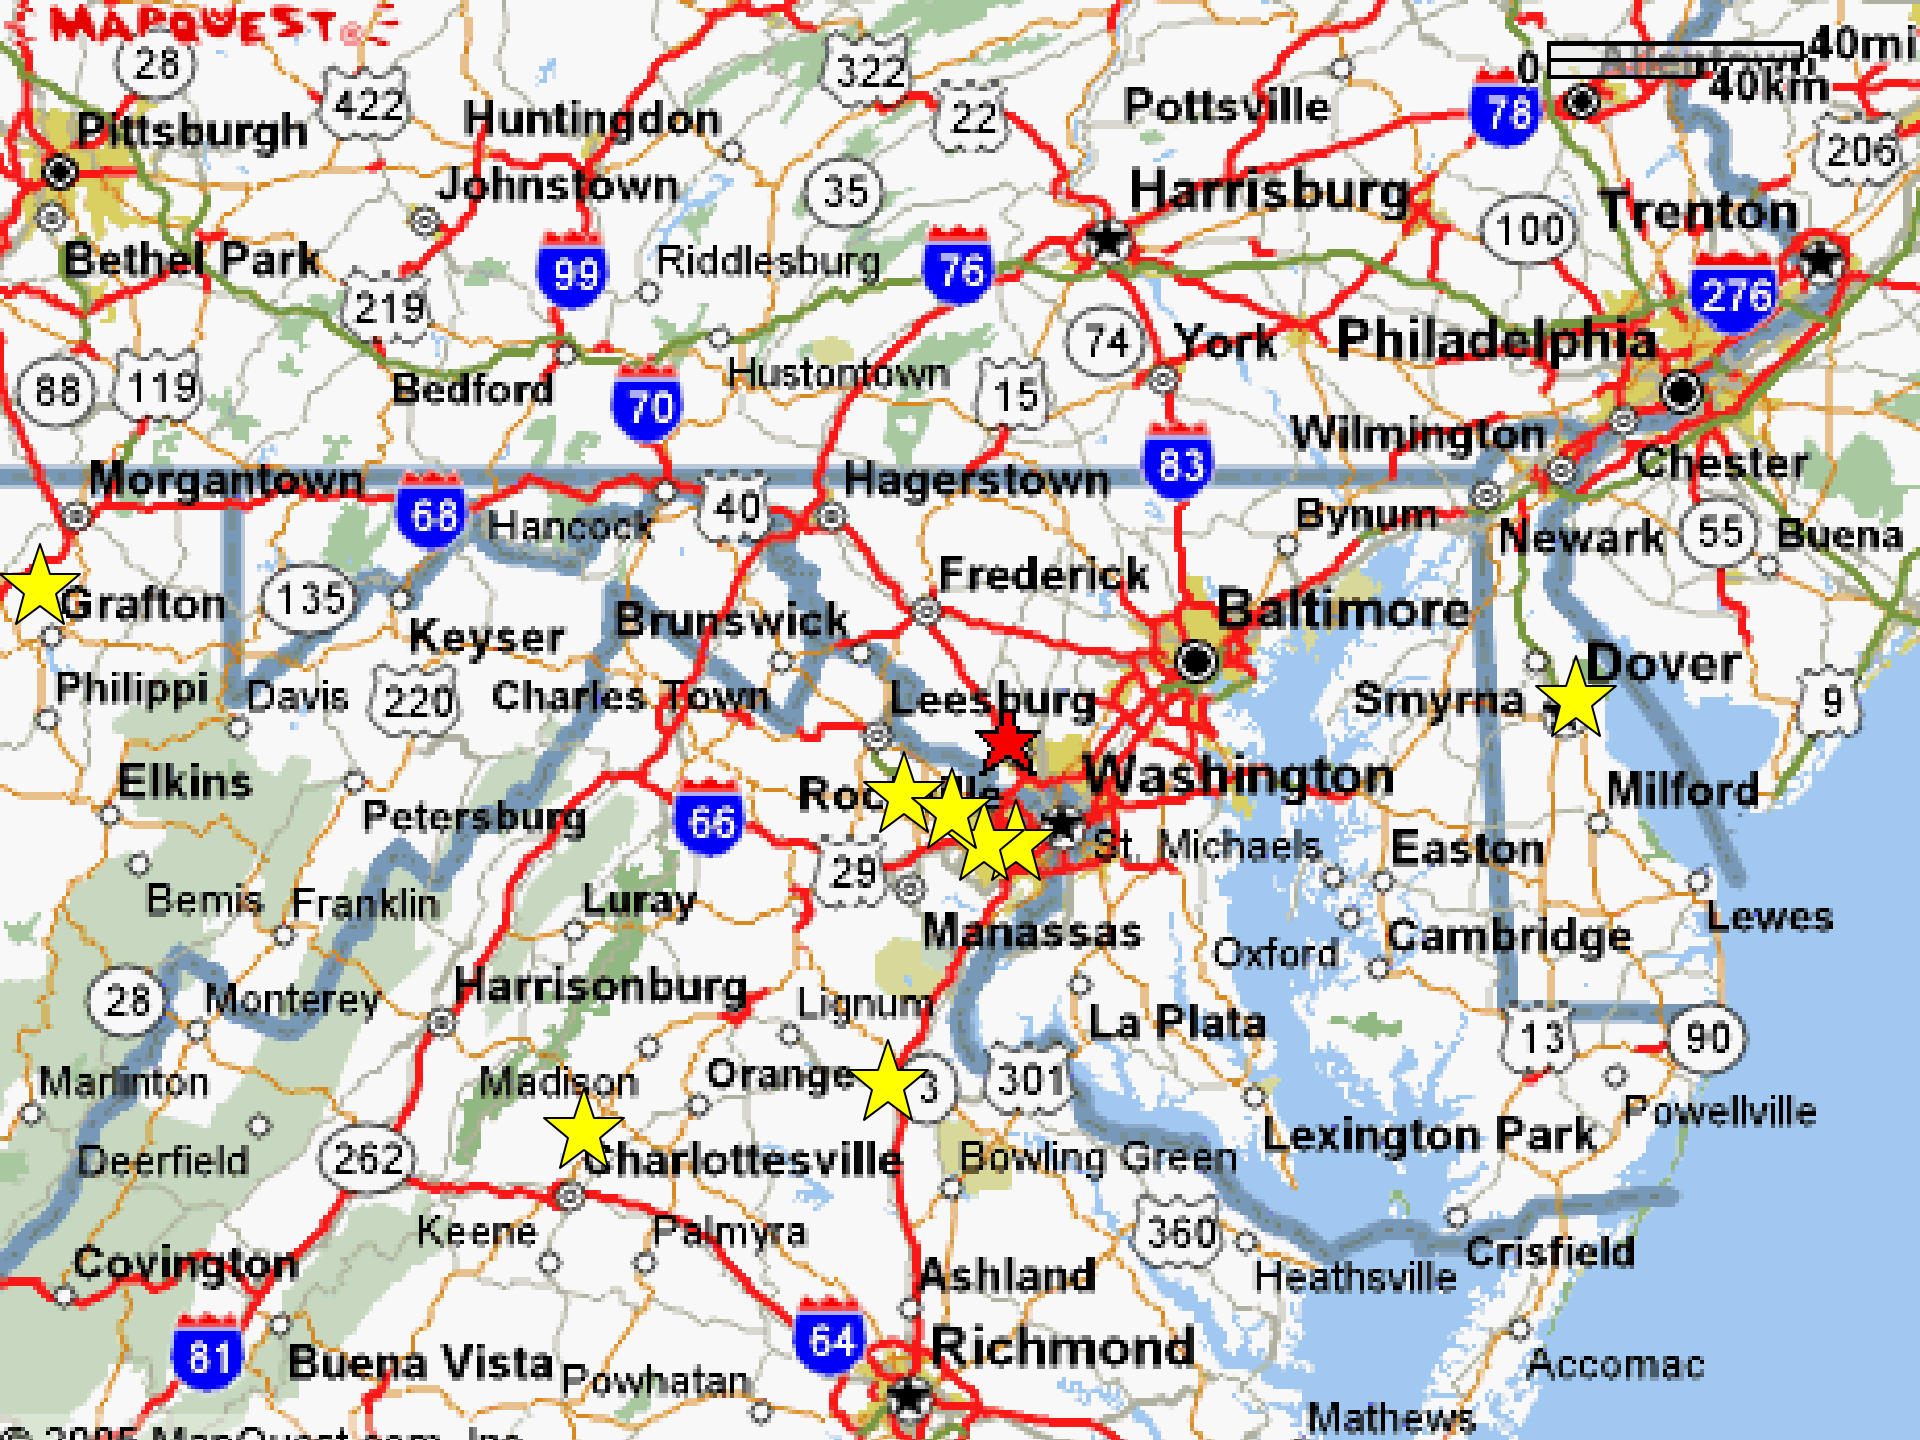 MAPQUEST
40mi
0
40km
28
322
422
22
Pottsville
78
Huntingdon
Pittsburgh
206
Johnstown
35
Harrisburg
Trenton
100
Bethel Park
99
Riddlesburg
76
276
219
74
York
Philadelphia
Hustontown
88
119
Bedford
70
15
Wilmington
83
Chester
Morgantown
Hagerstown
68
Hancock
40
Bynum
Newark
55
Buena
Frederick
Grafton
135
Brunswick
Baltimore
Keyser
Dover
Philippi
Davis
220
Charles Town
Leesburg
Smyrna
9
Elkins
Washington
Milford
Petersburg
66
St. Michaels
Easton
29
Bemis
Franklin
Luray
Manassas
Oxford
Cambridge
Lewes
28
Monterey
Harrisonburg
Lignum
La Plata
13
90
Marlinton
Madison
Orange
3
301
Powellville
Deerfield
262
Charlottesville
Bowling Green
Lexington Park
Keene
Palmyra
360
Covington
Ashland
Heathsville
Crisfield
81
Buena Vista
Powhatan
64
Richmond
Accomac
Mathews
© 2005 MapQuest.com, Inc